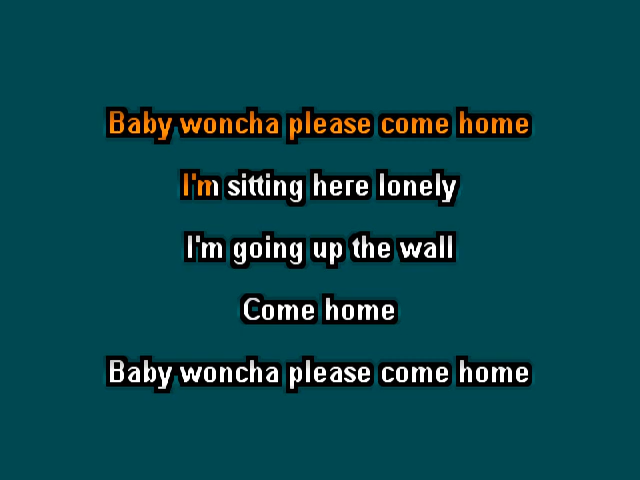 Baby woncha please come home
I'm sitting here lonely
I'm going up the wall
Come home
Baby woncha please come home